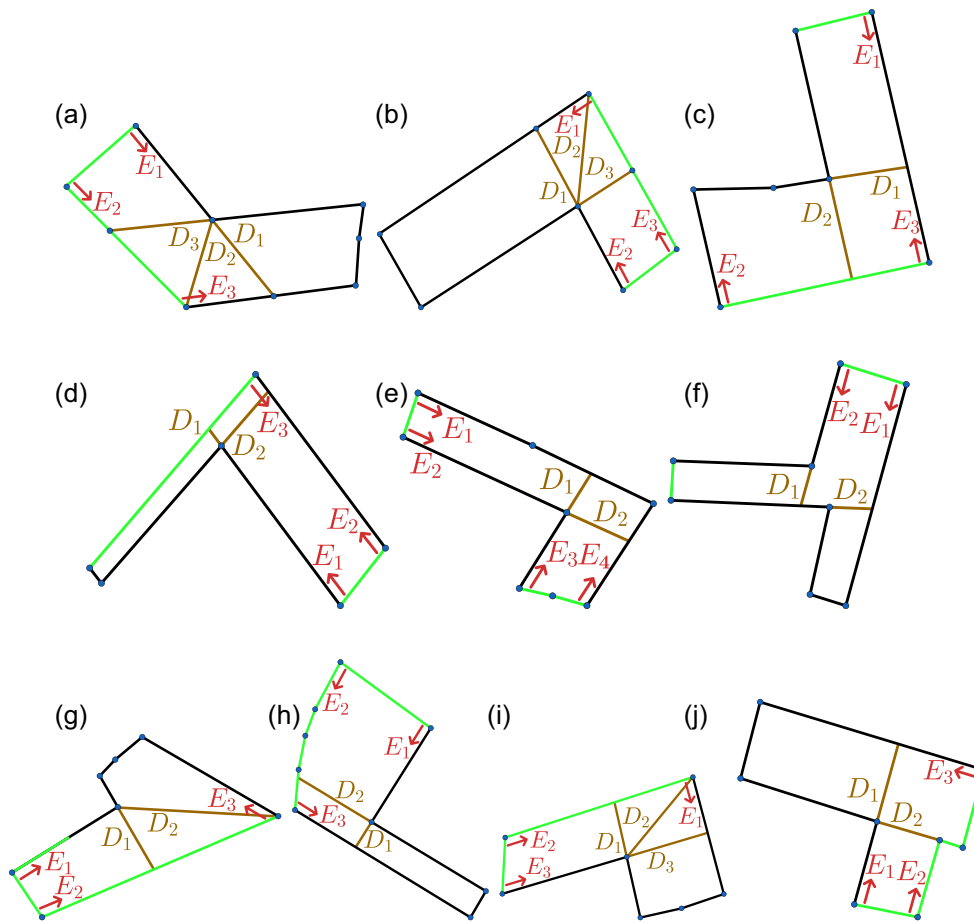 (a)
E₁
E₂
D₃
D₂
D₁
E₃
(b)
E₁
D₂
D₃
D₁
E₂
E₃
(c)
E₁
D₁
D₂
E₃
E₂
(d)
D₁
E₃
D₂
E₂
E₁
(e)
E₁
E₂
D₁
D₂
E₃
E₄
(f)
E₂
E₁
D₁
D₂
(g)
E₃
D₁
D₂
E₁
E₂
(h)
E₂
E₁
D₂
E₃
D₁
(i)
E₁
D₂
E₂
D₁
D₃
E₃
(j)
E₃
D₁
D₂
E₁
E₂